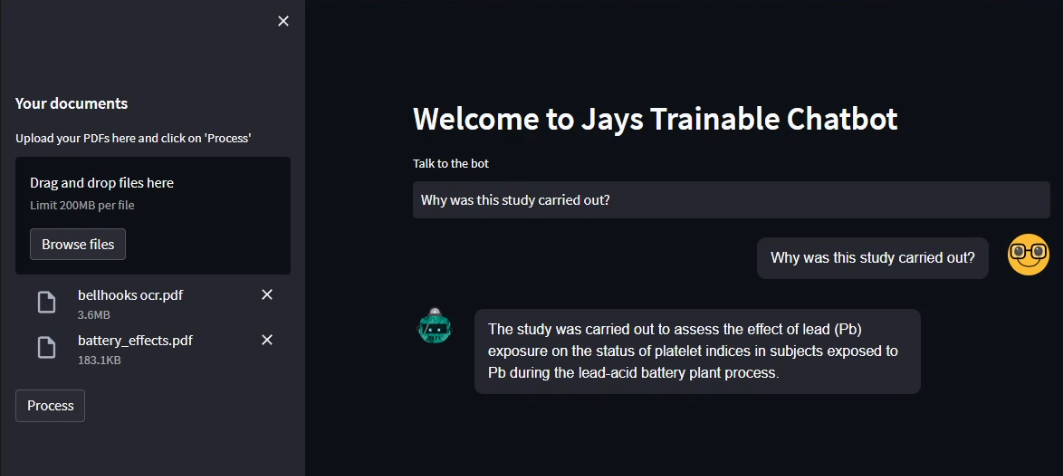 Your documents
Upload your PDFs here and click on 'Process'
Drag and drop files here
Limit 200MB per file
Browse files
bellhooks ocr.pdf
3.6MB
battery_effects.pdf
183.1KB
Process
Welcome to Jays Trainable Chatbot
Talk to the bot
Why was this study carried out?
Why was this study carried out?
The study was carried out to assess the effect of lead (Pb)
exposure on the status of platelet indices in subjects exposed to
Pb during the lead-acid battery plant process.